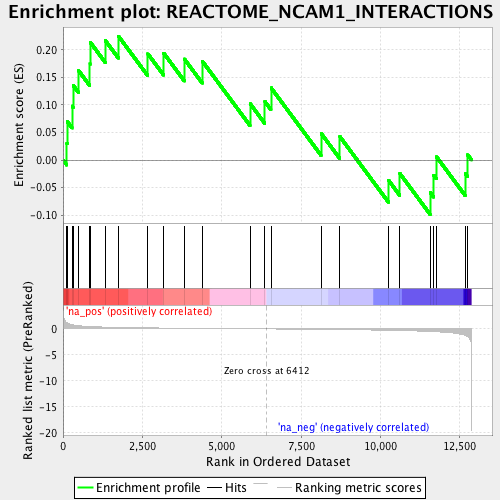 Enrichment plot: REACTOME_NCAM1_INTERACTIONS
Enrichment score (ES)
0.20
0.15
0.10
0.05
0.00
-0.05
-0.10
'na_pos' (positively correlated)
Ranked list metric (PreRanked)
0
-5
-10
-15
-20
Zero cross at 6412
'na_neg' (negatively correlated)
0 2,500 5,000 7,500 10,000 12,500
Rank in Ordered Dataset
Enrichment profile Hits Ranking metric scores